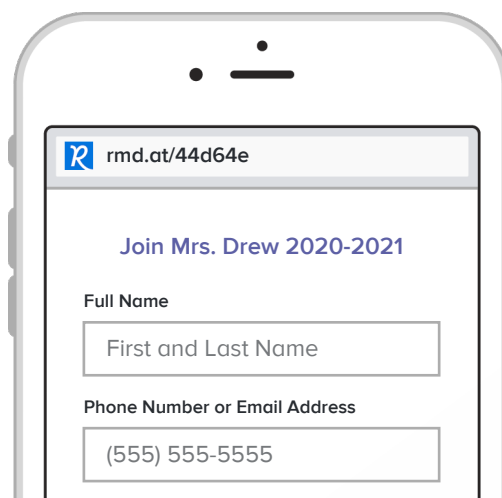 rmd.at/44d64e
Join Mrs. Drew 2020-2021
Full Name
First and Last Name
Phone Number or Email Address
(555) 555-5555